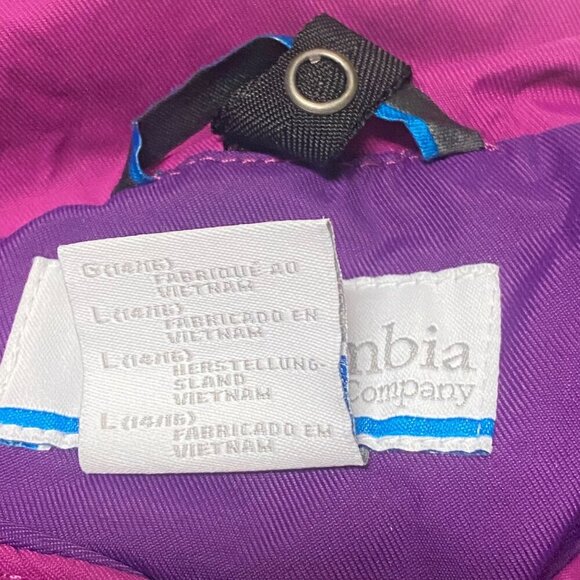 G(14/16)
FABRIQUÉ AU
VIETNAM
L(14/16)
FABRICADO EN
VIETNAM
L(14/16)
HERSTELLUNG-
SLAND
VIETNAM
L(14/16)
FABRICADO EM
VIETNAM
mbia
Company